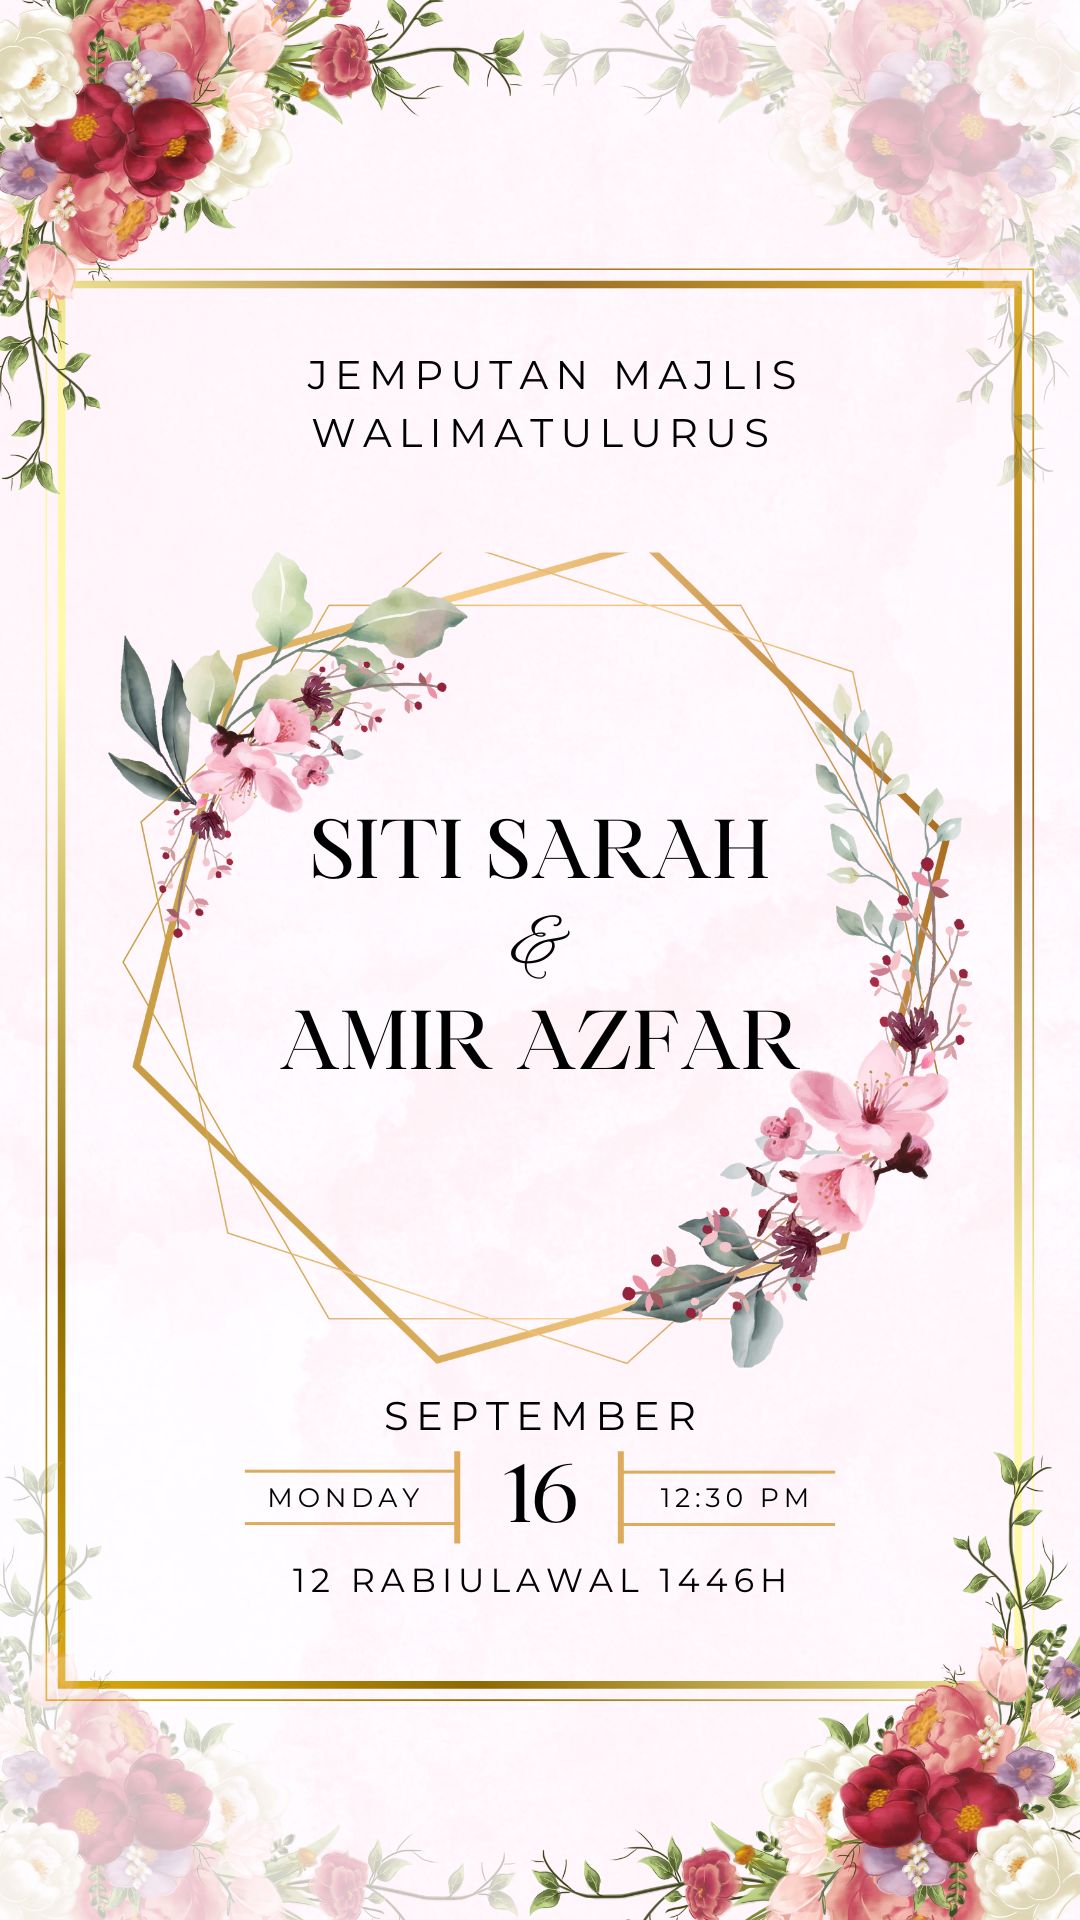 JEMPUTAN MAJLIS
WALIMATULURUS
SITI SARAH
&
AMIR AZFAR
SEPTEMBER
MONDAY
16
12:30 PM
12 RABIULAWAL 1446H